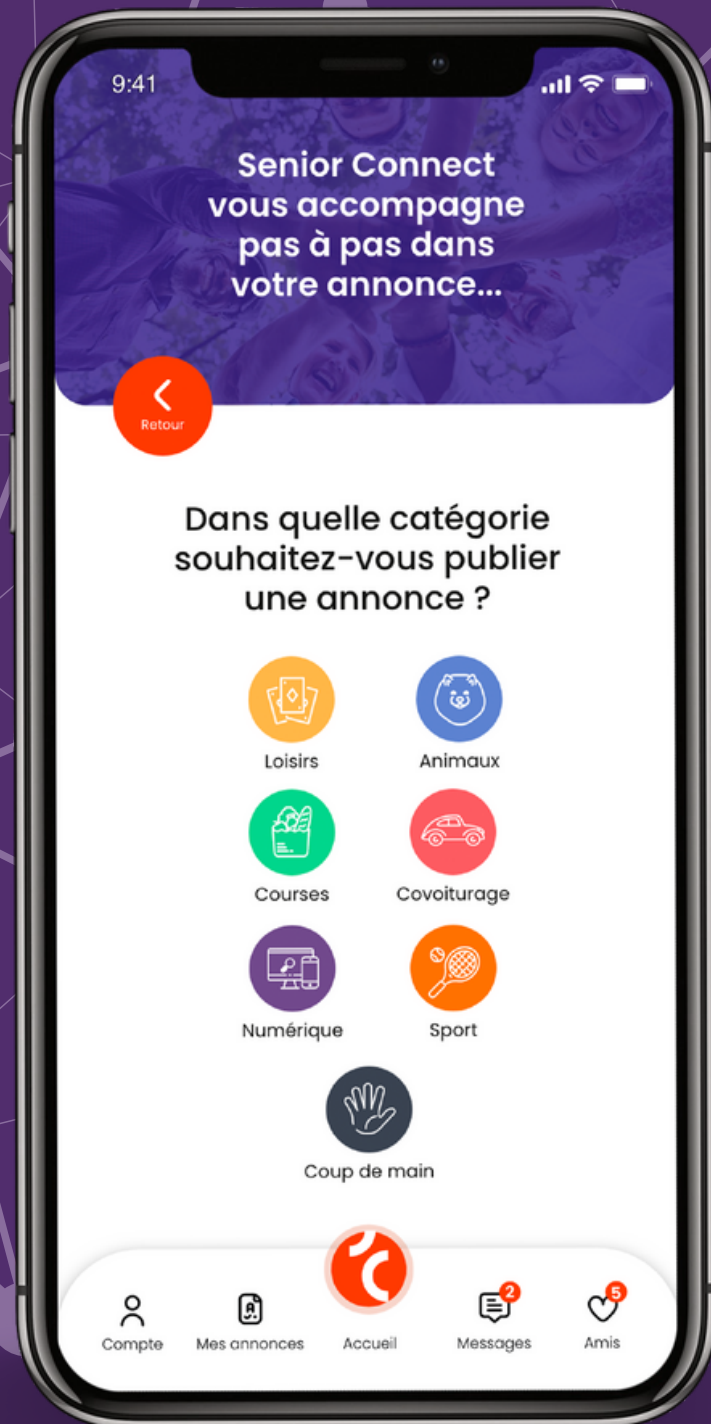 9:41
Senior Connect
vous accompagne
pas à pas dans
votre annonce...
Retour
Dans quelle catégorie
souhaitez-vous publier
une annonce ?
Loisirs
Animaux
Courses
Covoiturage
Numérique
Sport
Coup de main
2
5
Compte
Mes annonces
Accueil
Messages
Amis